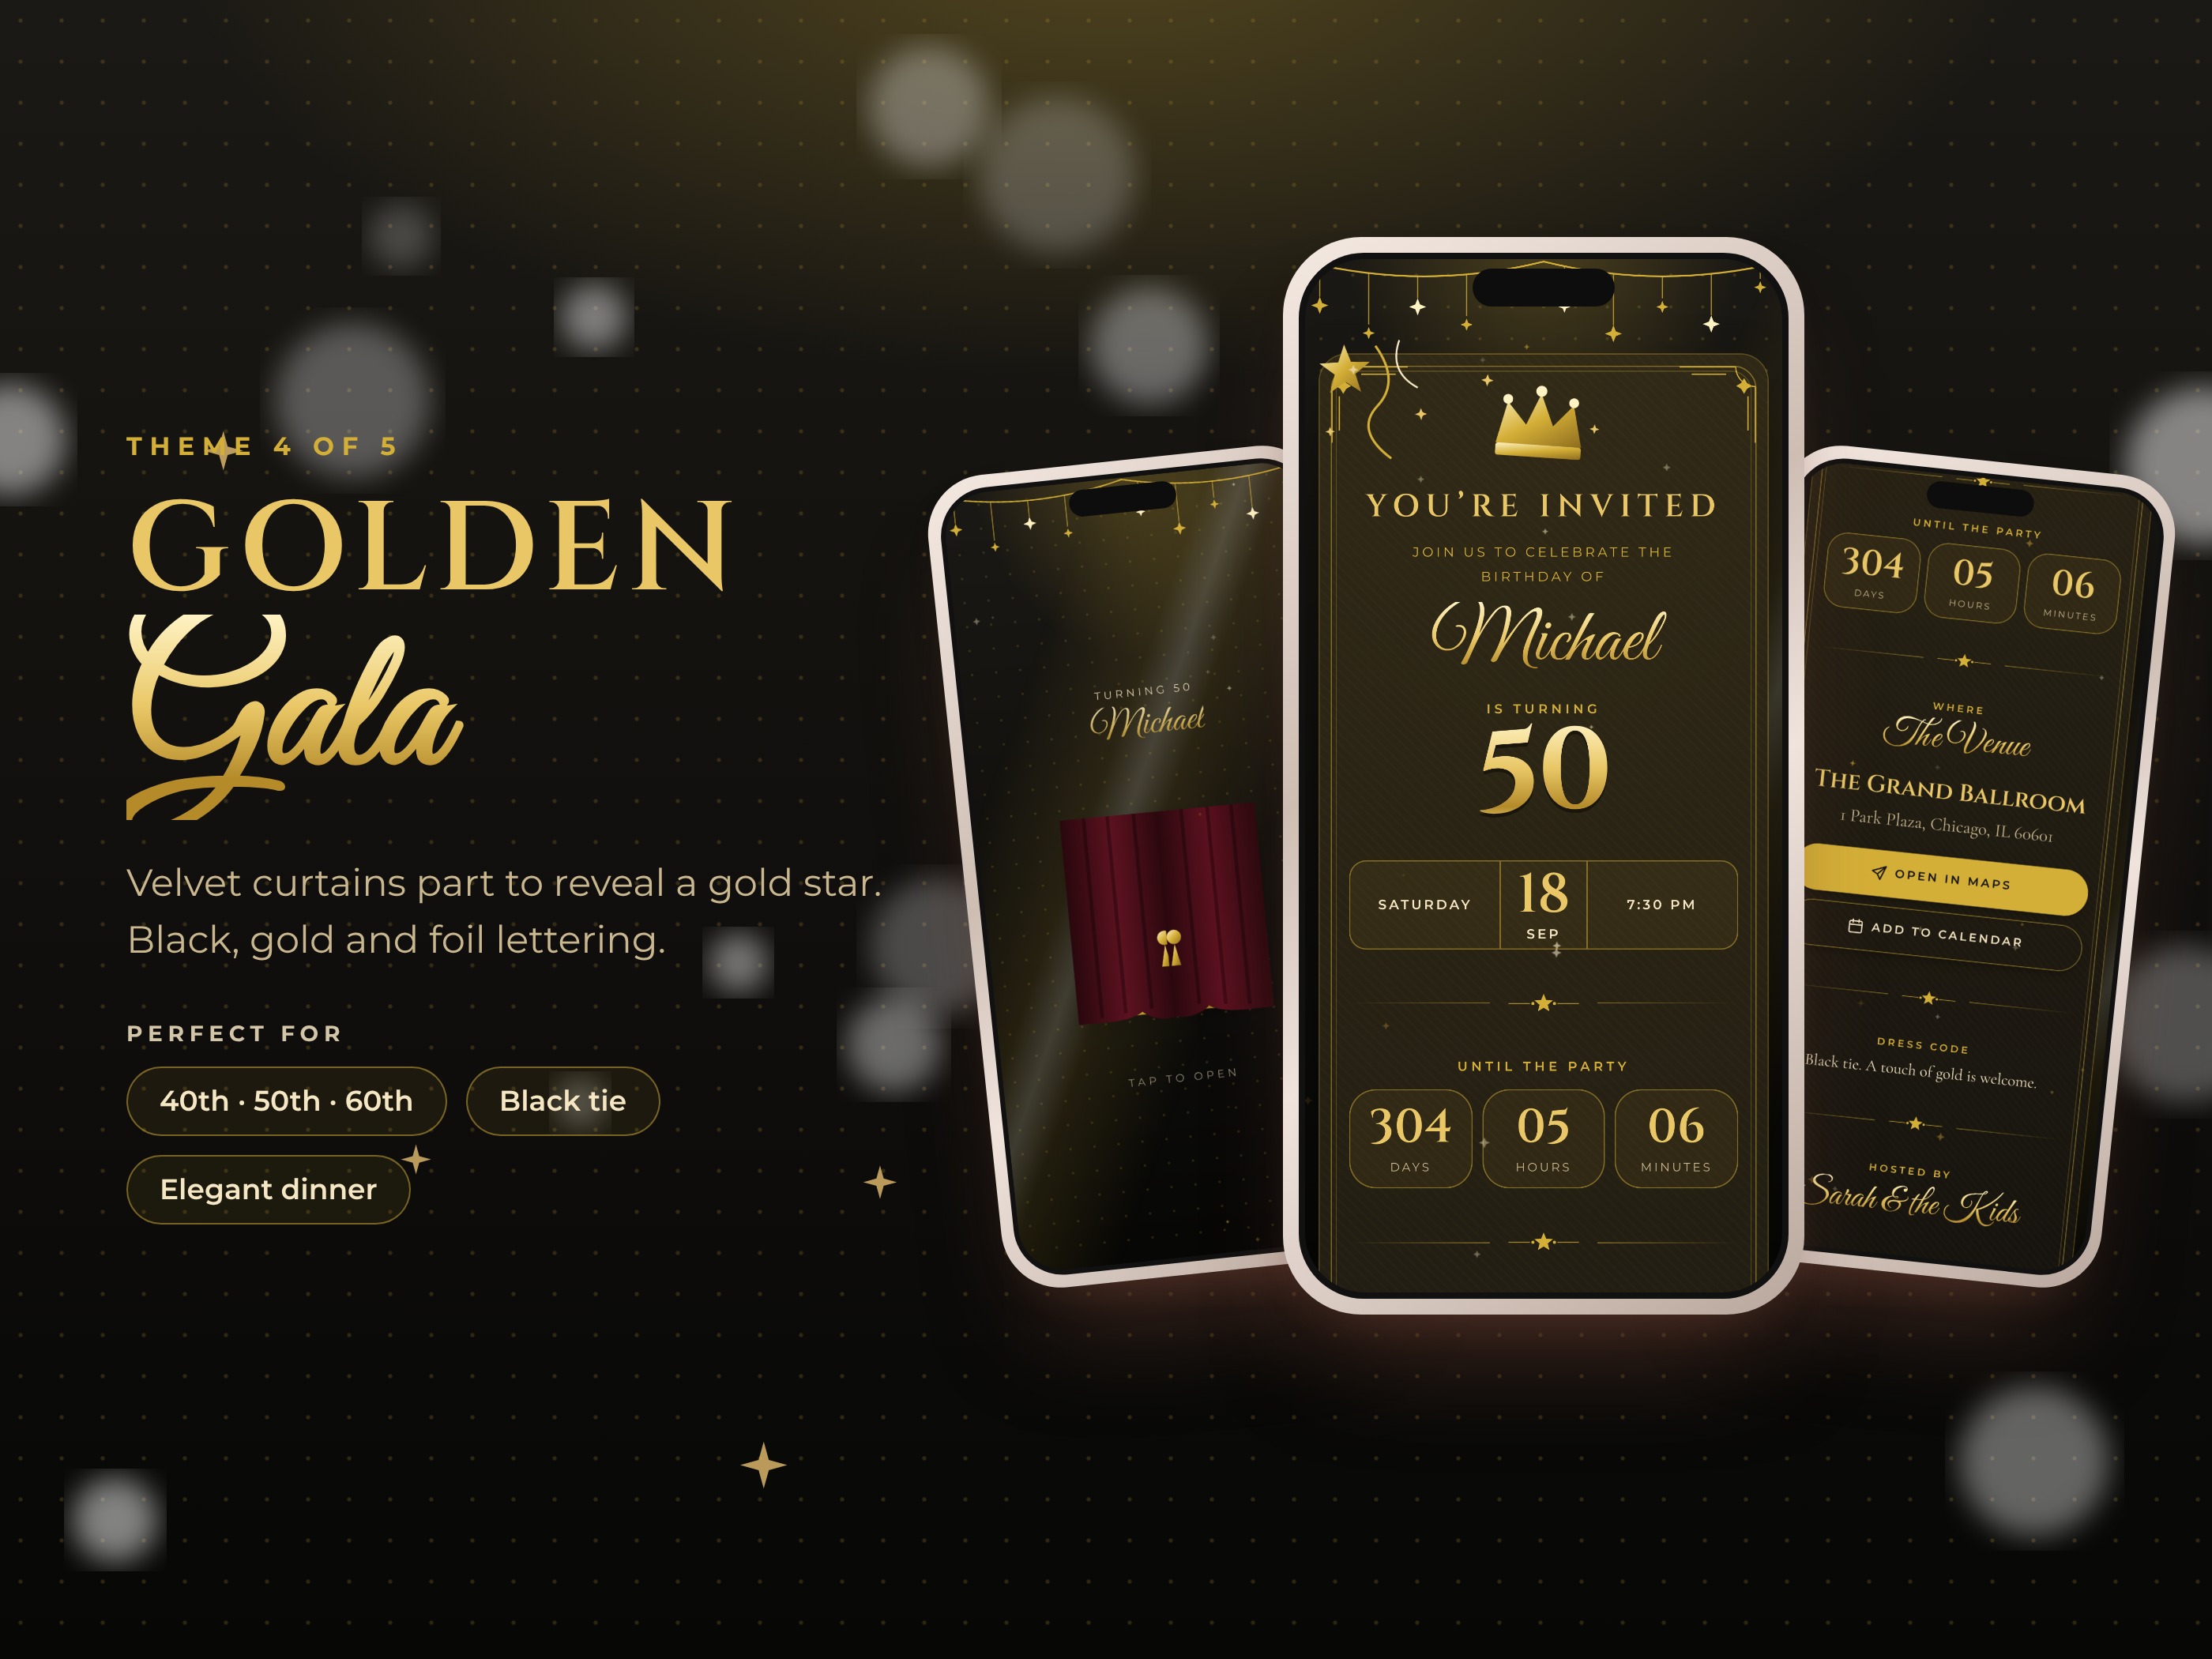 THEME 4 OF 5
GOLDEN
Gala
Velvet curtains part to reveal a gold star.
Black, gold and foil lettering.
PERFECT FOR
40th · 50th · 60th
Black tie
Elegant dinner
TURNING 50
Michael
TAP TO OPEN
YOU’RE INVITED
JOIN US TO CELEBRATE THE
BIRTHDAY OF
Michael
IS TURNING
50
SATURDAY
18
SEP
7:30 PM
UNTIL THE PARTY
304
DAYS
05
HOURS
06
MINUTES
UNTIL THE PARTY
304
DAYS
05
HOURS
06
MINUTES
WHERE
The Venue
THE GRAND BALLROOM
1 Park Plaza, Chicago, IL 60601
OPEN IN MAPS
ADD TO CALENDAR
DRESS CODE
Black tie. A touch of gold is welcome.
HOSTED BY
Sarah & the Kids